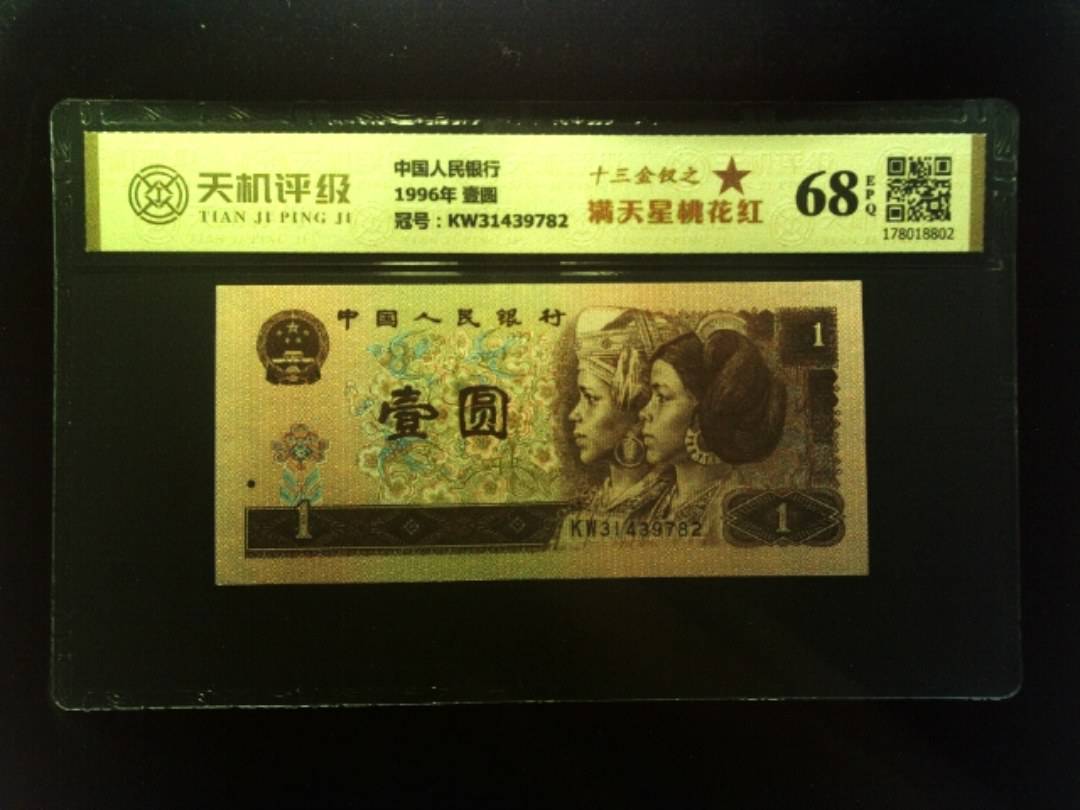 天机评级
TIAN JI PING JI
中国人民银行
1996年 壹圆
冠号：KW31439782
十三金钗之
满天星桃花红
68
EPQ
178018802
中国人民银行
1
壹圆
1
KW31439782
1